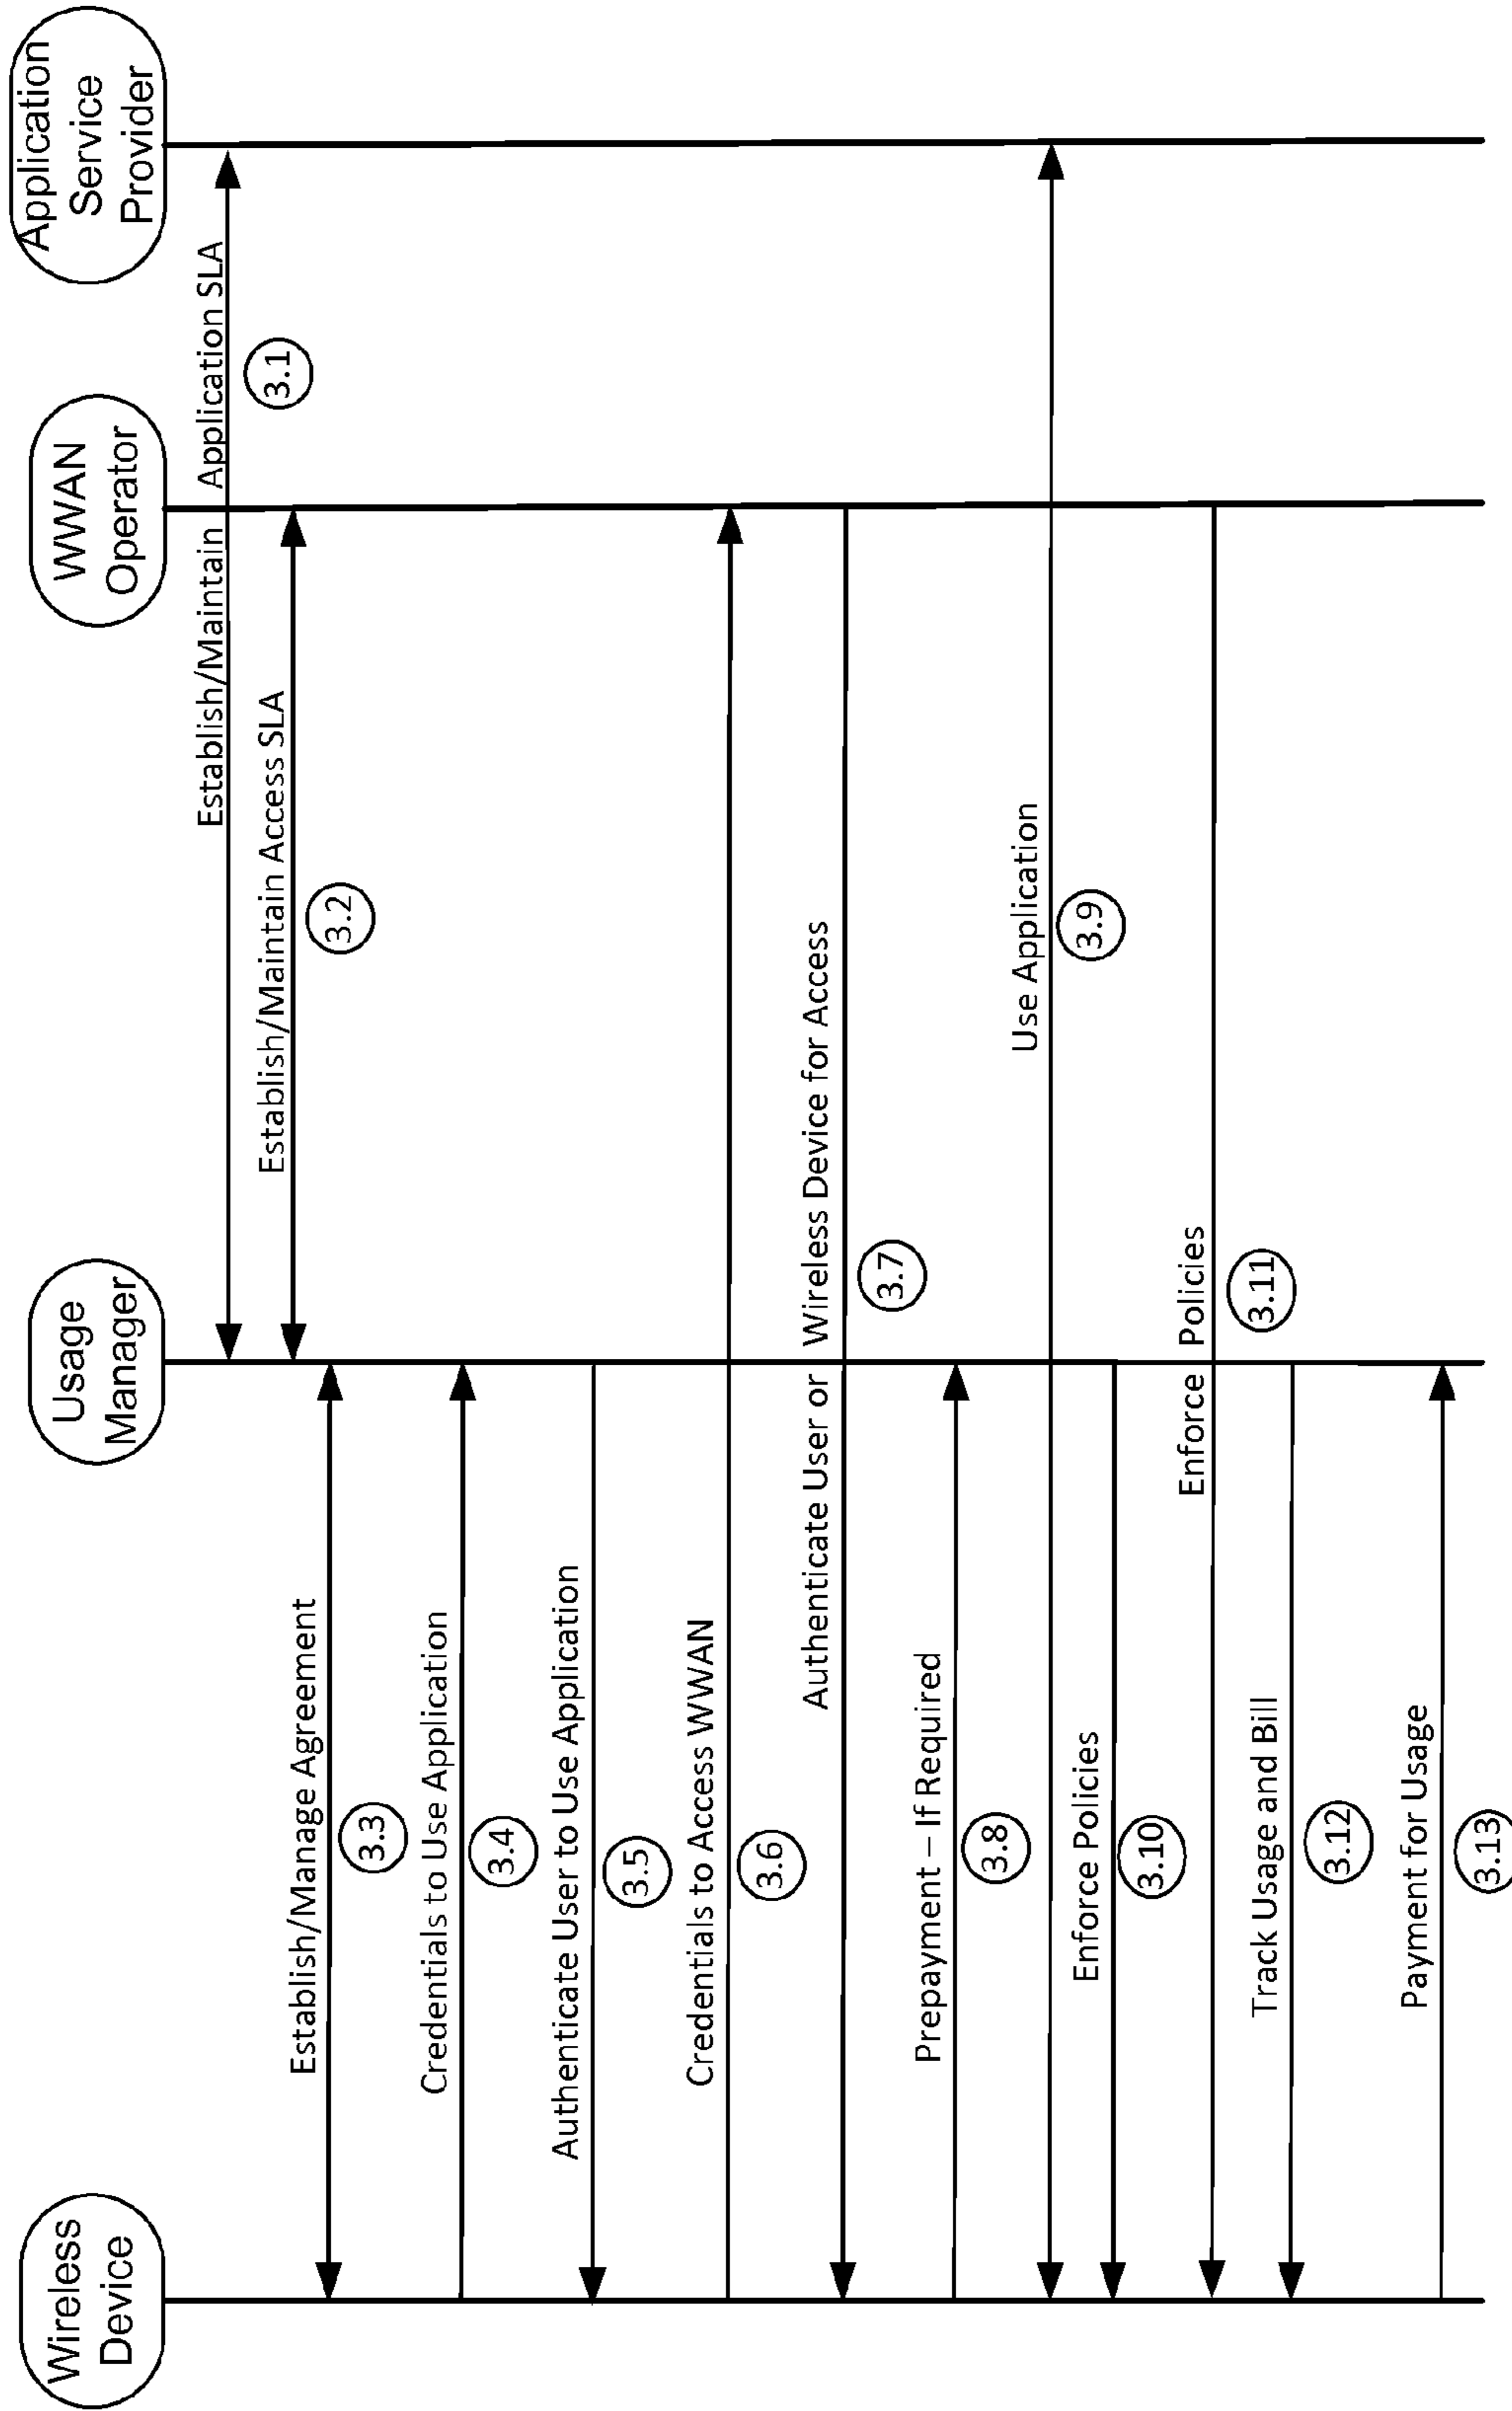 Wireless
Device
Usage
Manager
WWAN
Operator
Application
Service
Provider
Establish/Maintain Application SLA
3.1
Establish/Maintain Access SLA
3.2
Establish/Manage Agreement
3.3
Credentials to Use Application
3.4
Authenticate User to Use Application
3.5
Credentials to Access WWAN
3.6
Authenticate User or Wireless Device for Access
3.7
Prepayment – If Required
3.8
Use Application
3.9
Enforce Policies
3.10
Enforce Policies
3.11
Track Usage and Bill
3.12
Payment for Usage
3.13